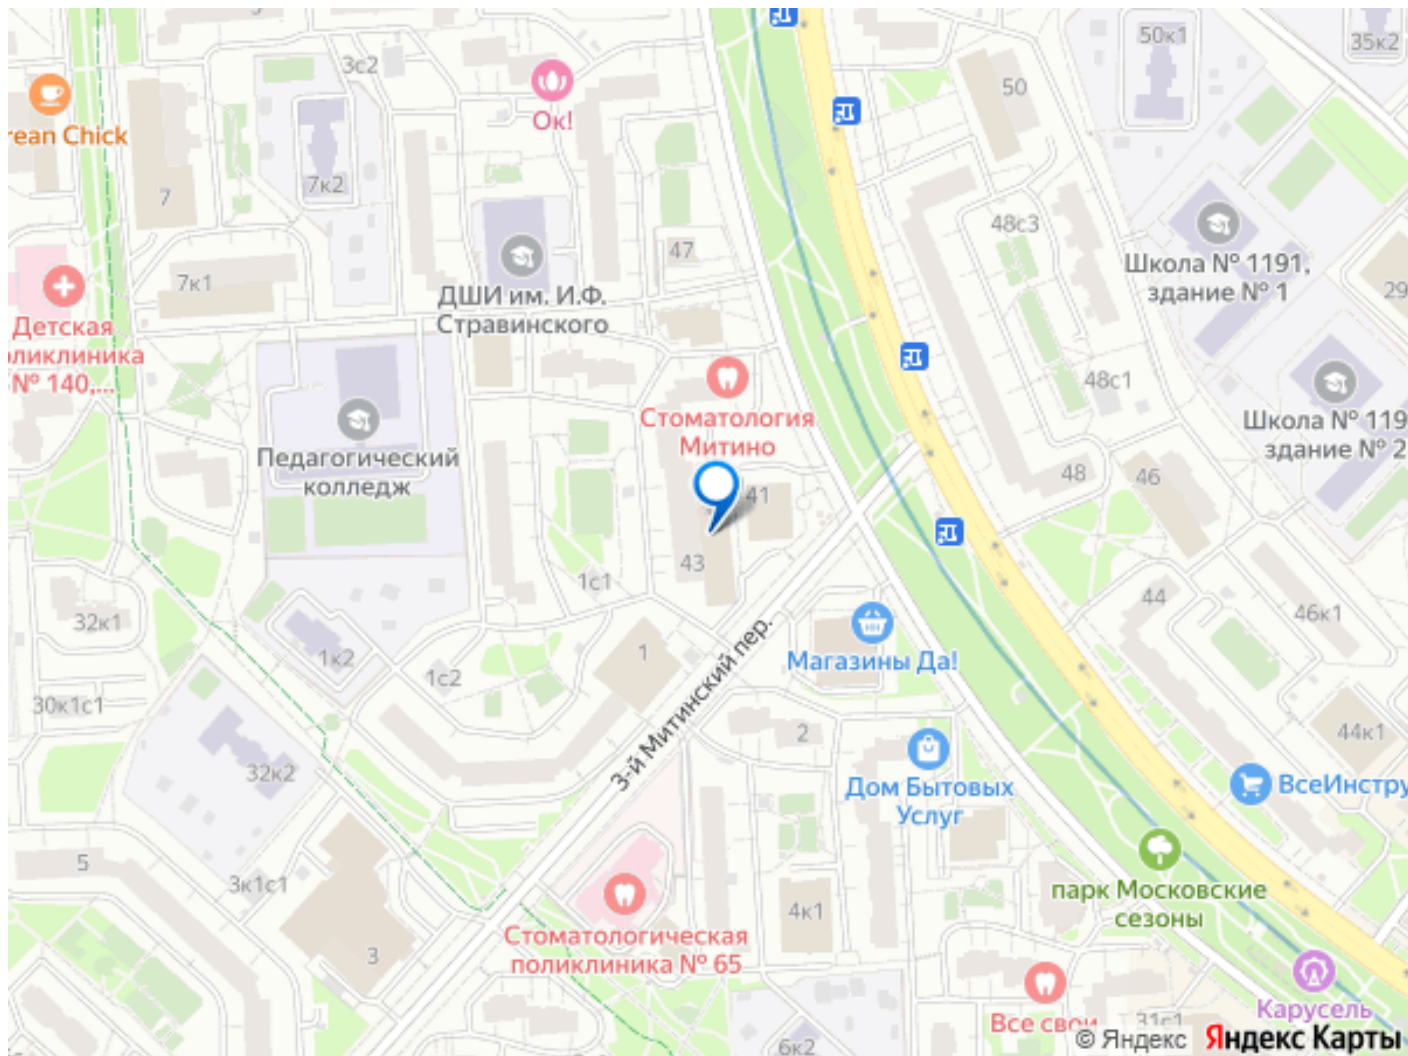 50к1
35к2
3с2
50
Ок!
rean Chick
7к2
7
48с3
47
Школа № 1191,
здание № 1
7к1
29
ДШИ им. И.Ф.
Стравинского
Детская
оликлиника
№ 140,...
48с1
Стоматология
Митино
Школа № 119
здание № 2
Педагогический
колледж
48
46
41
43
1с1
44
46к1
32к1
1
1к2
3-й Митинский пер.
Магазины Да!
1с2
30к1с1
2
44к1
32к2
Дом Бытовых
Услуг
ВсеИнстру
5
3к1с1
парк Московские
сезоны
4к1
Стоматологическая
поликлиника № 65
3
Карусель
Все свои
31с1
6к2
© Яндекс Яндекс Карты